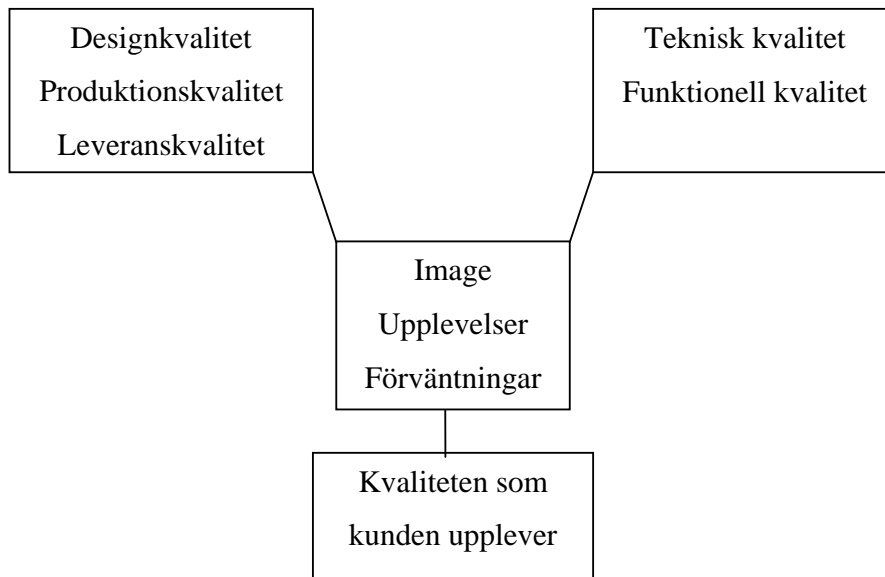 Designkvalitet
Produktionskvalitet
Leveranskvalitet
Teknisk kvalitet
Funktionell kvalitet
Image
Upplevelser
Förväntningar
Kvaliteten som
kunden upplever